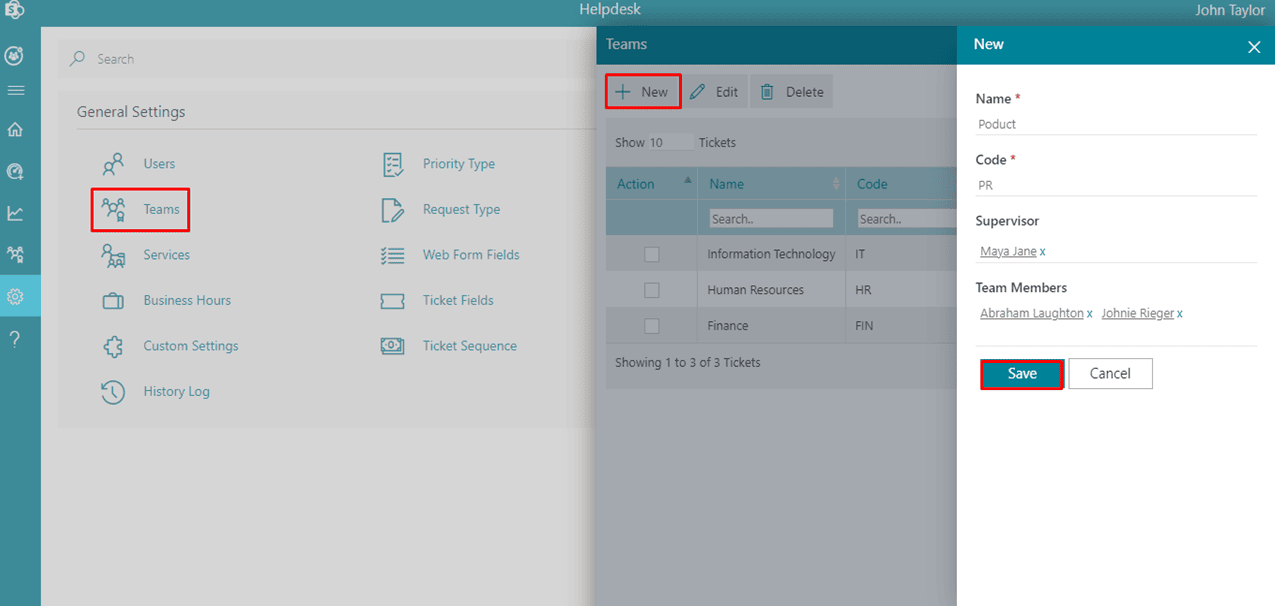 Helpdesk
John Taylor
Search
General Settings
Users
Priority Type
Teams
Request Type
Services
Web Form Fields
Business Hours
Ticket Fields
Custom Settings
Ticket Sequence
History Log
Teams
New
Edit
Delete
Show 10 Tickets
Action Name Code
Search.. Search..
Information Technology IT
Human Resources HR
Finance FIN
Showing 1 to 3 of 3 Tickets
New
Name *
Poduct
Code *
PR
Supervisor
Maya Jane x
Team Members
Abraham Laughton x Johnie Rieger x
Save Cancel